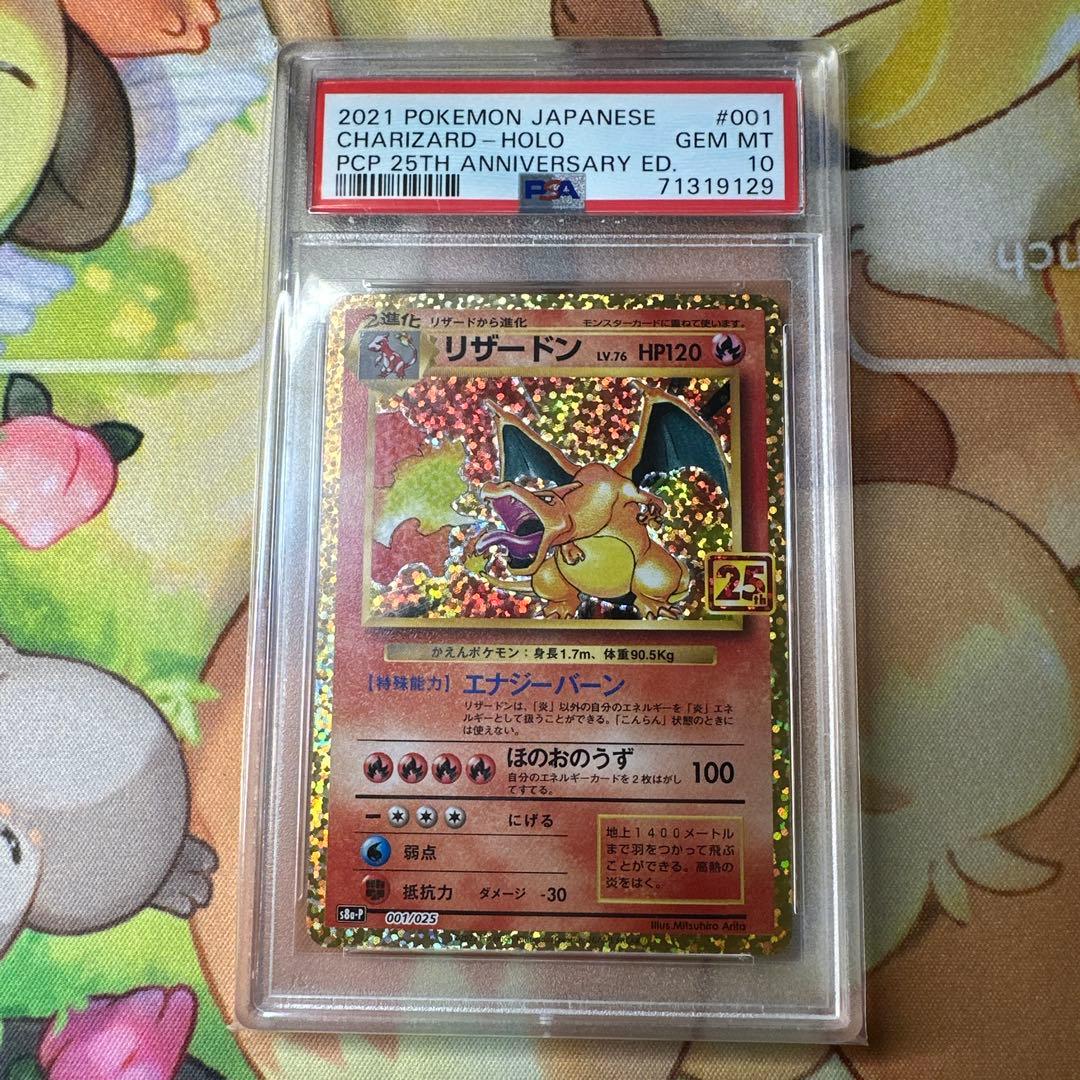 2021 POKEMON JAPANESE #001
CHARIZARD-HOLO GEM MT
PCP 25TH ANNIVERSARY ED. 10
PSA 71319129
2進化 リザードから進化 モンスターカードに重ねて使います。
リザードン LV.76 HP120
25th
かえんポケモン：身長1.7m、体重90.5Kg
【特殊能力】エナジーバーン
リザードンは、「炎」以外の自分のエネルギーを「炎」エネ
ルギーとして扱うことができる。「こんらん」状態のときに
は使えない。
ほのおのうず
自分のエネルギーカードを2枚はがし
てすてる。
100
ー にげる
弱点
抵抗力 ダメージ -30
地上1400メートル
まで羽をつかって飛ぶ
ことができる。高熱の
炎をはく。
s8a-P 001/025
Illus.Mitsuhiro Arita